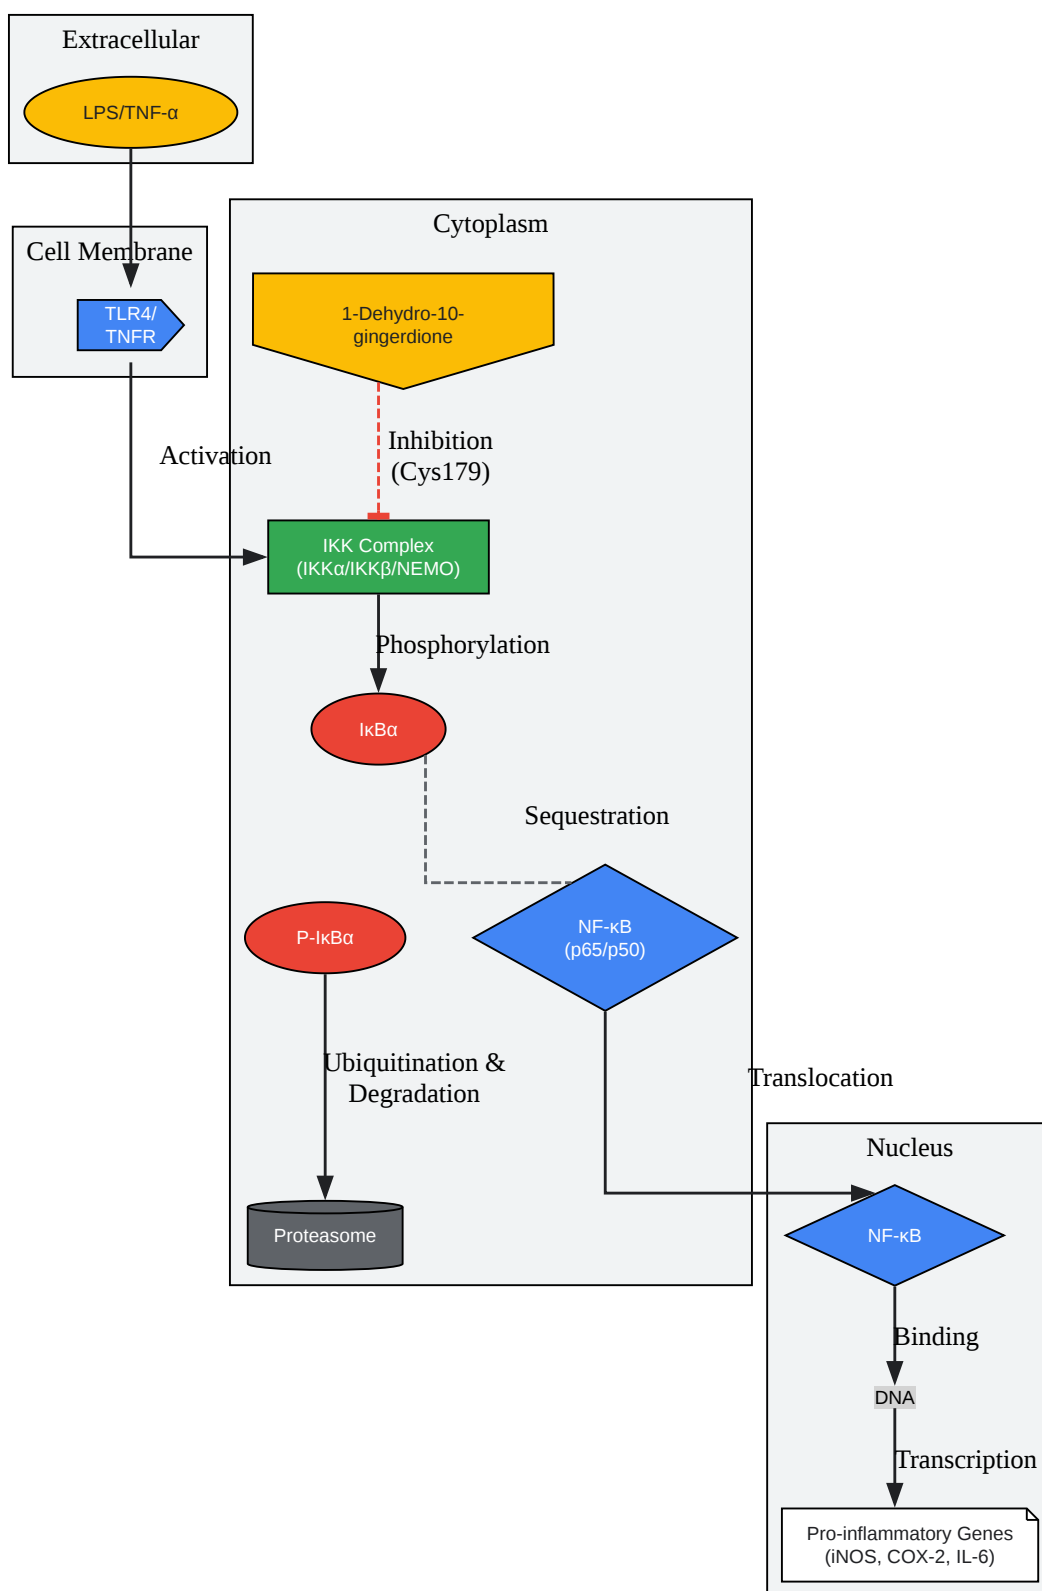 Extracellular
LPS/TNF-α
Cell Membrane
TLR4/
TNFR
Cytoplasm
1-Dehydro-10-
gingerdione
Activation
Inhibition
(Cys179)
IKK Complex
(IKKα/IKKβ/NEMO)
Phosphorylation
IκBα
Sequestration
P-IκBα
NF-κB
(p65/p50)
Ubiquitination &
Degradation
Translocation
Proteasome
Nucleus
NF-κB
Binding
DNA
Transcription
Pro-inflammatory Genes
(iNOS, COX-2, IL-6)